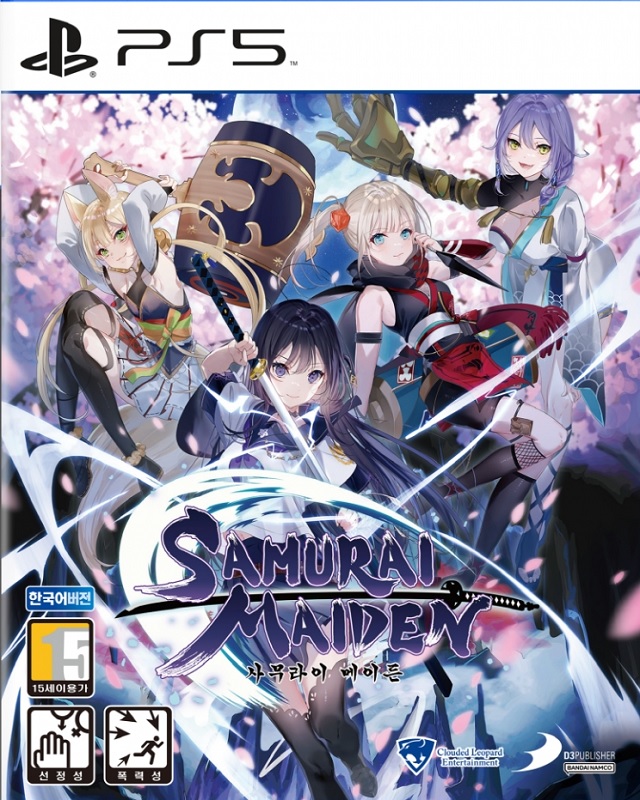 PS5
한국어버전
15
15세이용가
선정성
폭력성
SAMURAI
MAIDEN
사무라이 메이든
Clouded Leopard
Entertainment
D3PUBLISHER
BANDAI NAMCO